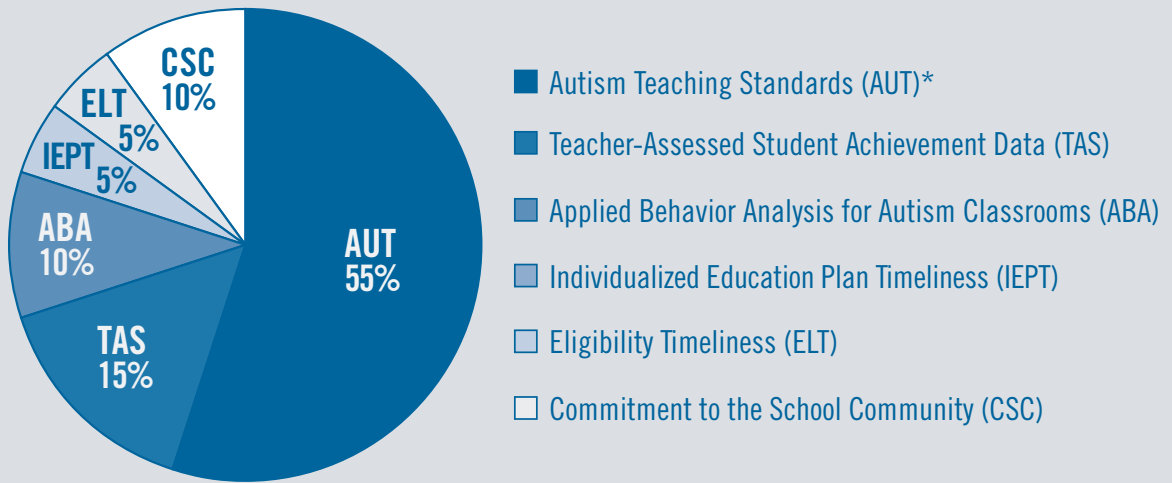 CSC
10%
ELT
5%
IEPT
5%
ABA
10%
TAS
15%
AUT
55%
Autism Teaching Standards (AUT)*
Teacher-Assessed Student Achievement Data (TAS)
Applied Behavior Analysis for Autism Classrooms (ABA)
Individualized Education Plan Timeliness (IEPT)
Eligibility Timeliness (ELT)
Commitment to the School Community (CSC)